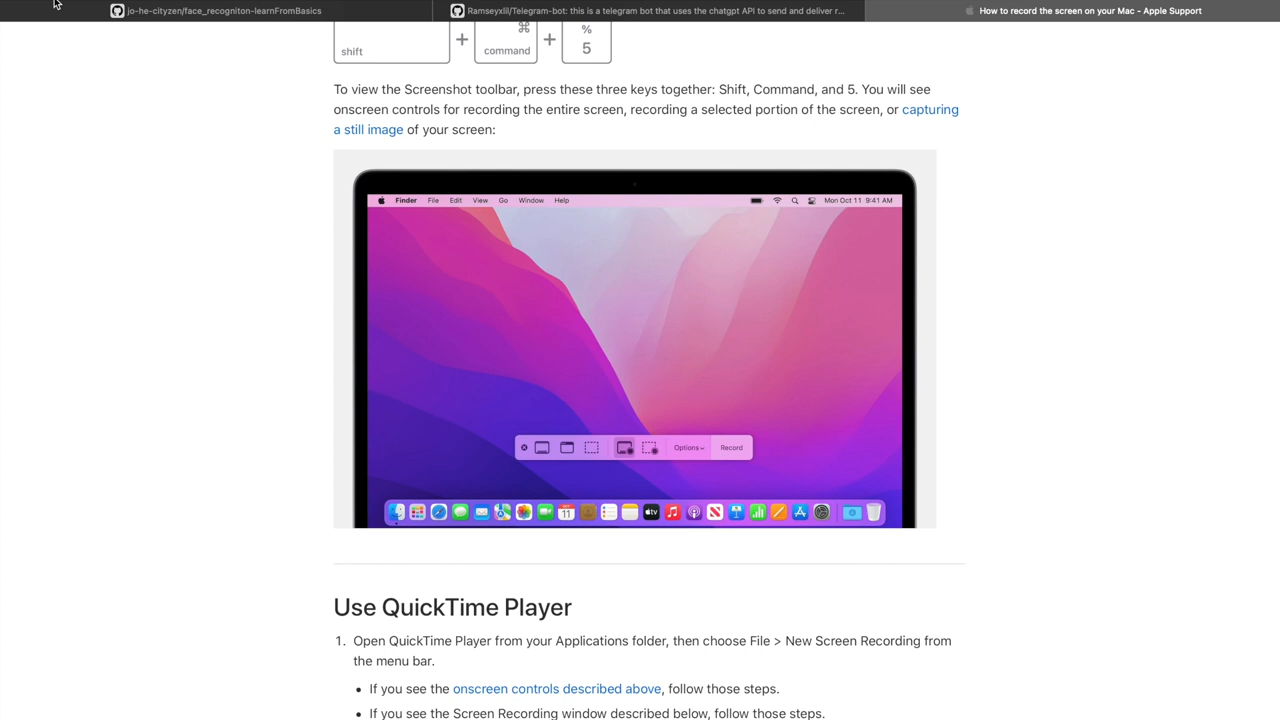 jo-he-cityzen/face_recogniton-learnFromBasics
Ramseyxlil/Telegram-bot: this is a telegram bot that uses the chatgpt API to send and deliver r...
How to record the screen on your Mac - Apple Support
shift + ⌘ command + % 5
To view the Screenshot toolbar, press these three keys together: Shift, Command, and 5. You will see
onscreen controls for recording the entire screen, recording a selected portion of the screen, or capturing
a still image of your screen:
Finder File Edit View Go Window Help Mon Oct 11 9:41 AM
Options Record
11
tv
Use QuickTime Player
1. Open QuickTime Player from your Applications folder, then choose File > New Screen Recording from
the menu bar.
• If you see the onscreen controls described above, follow those steps.
• If you see the Screen Recording window described below, follow those steps.